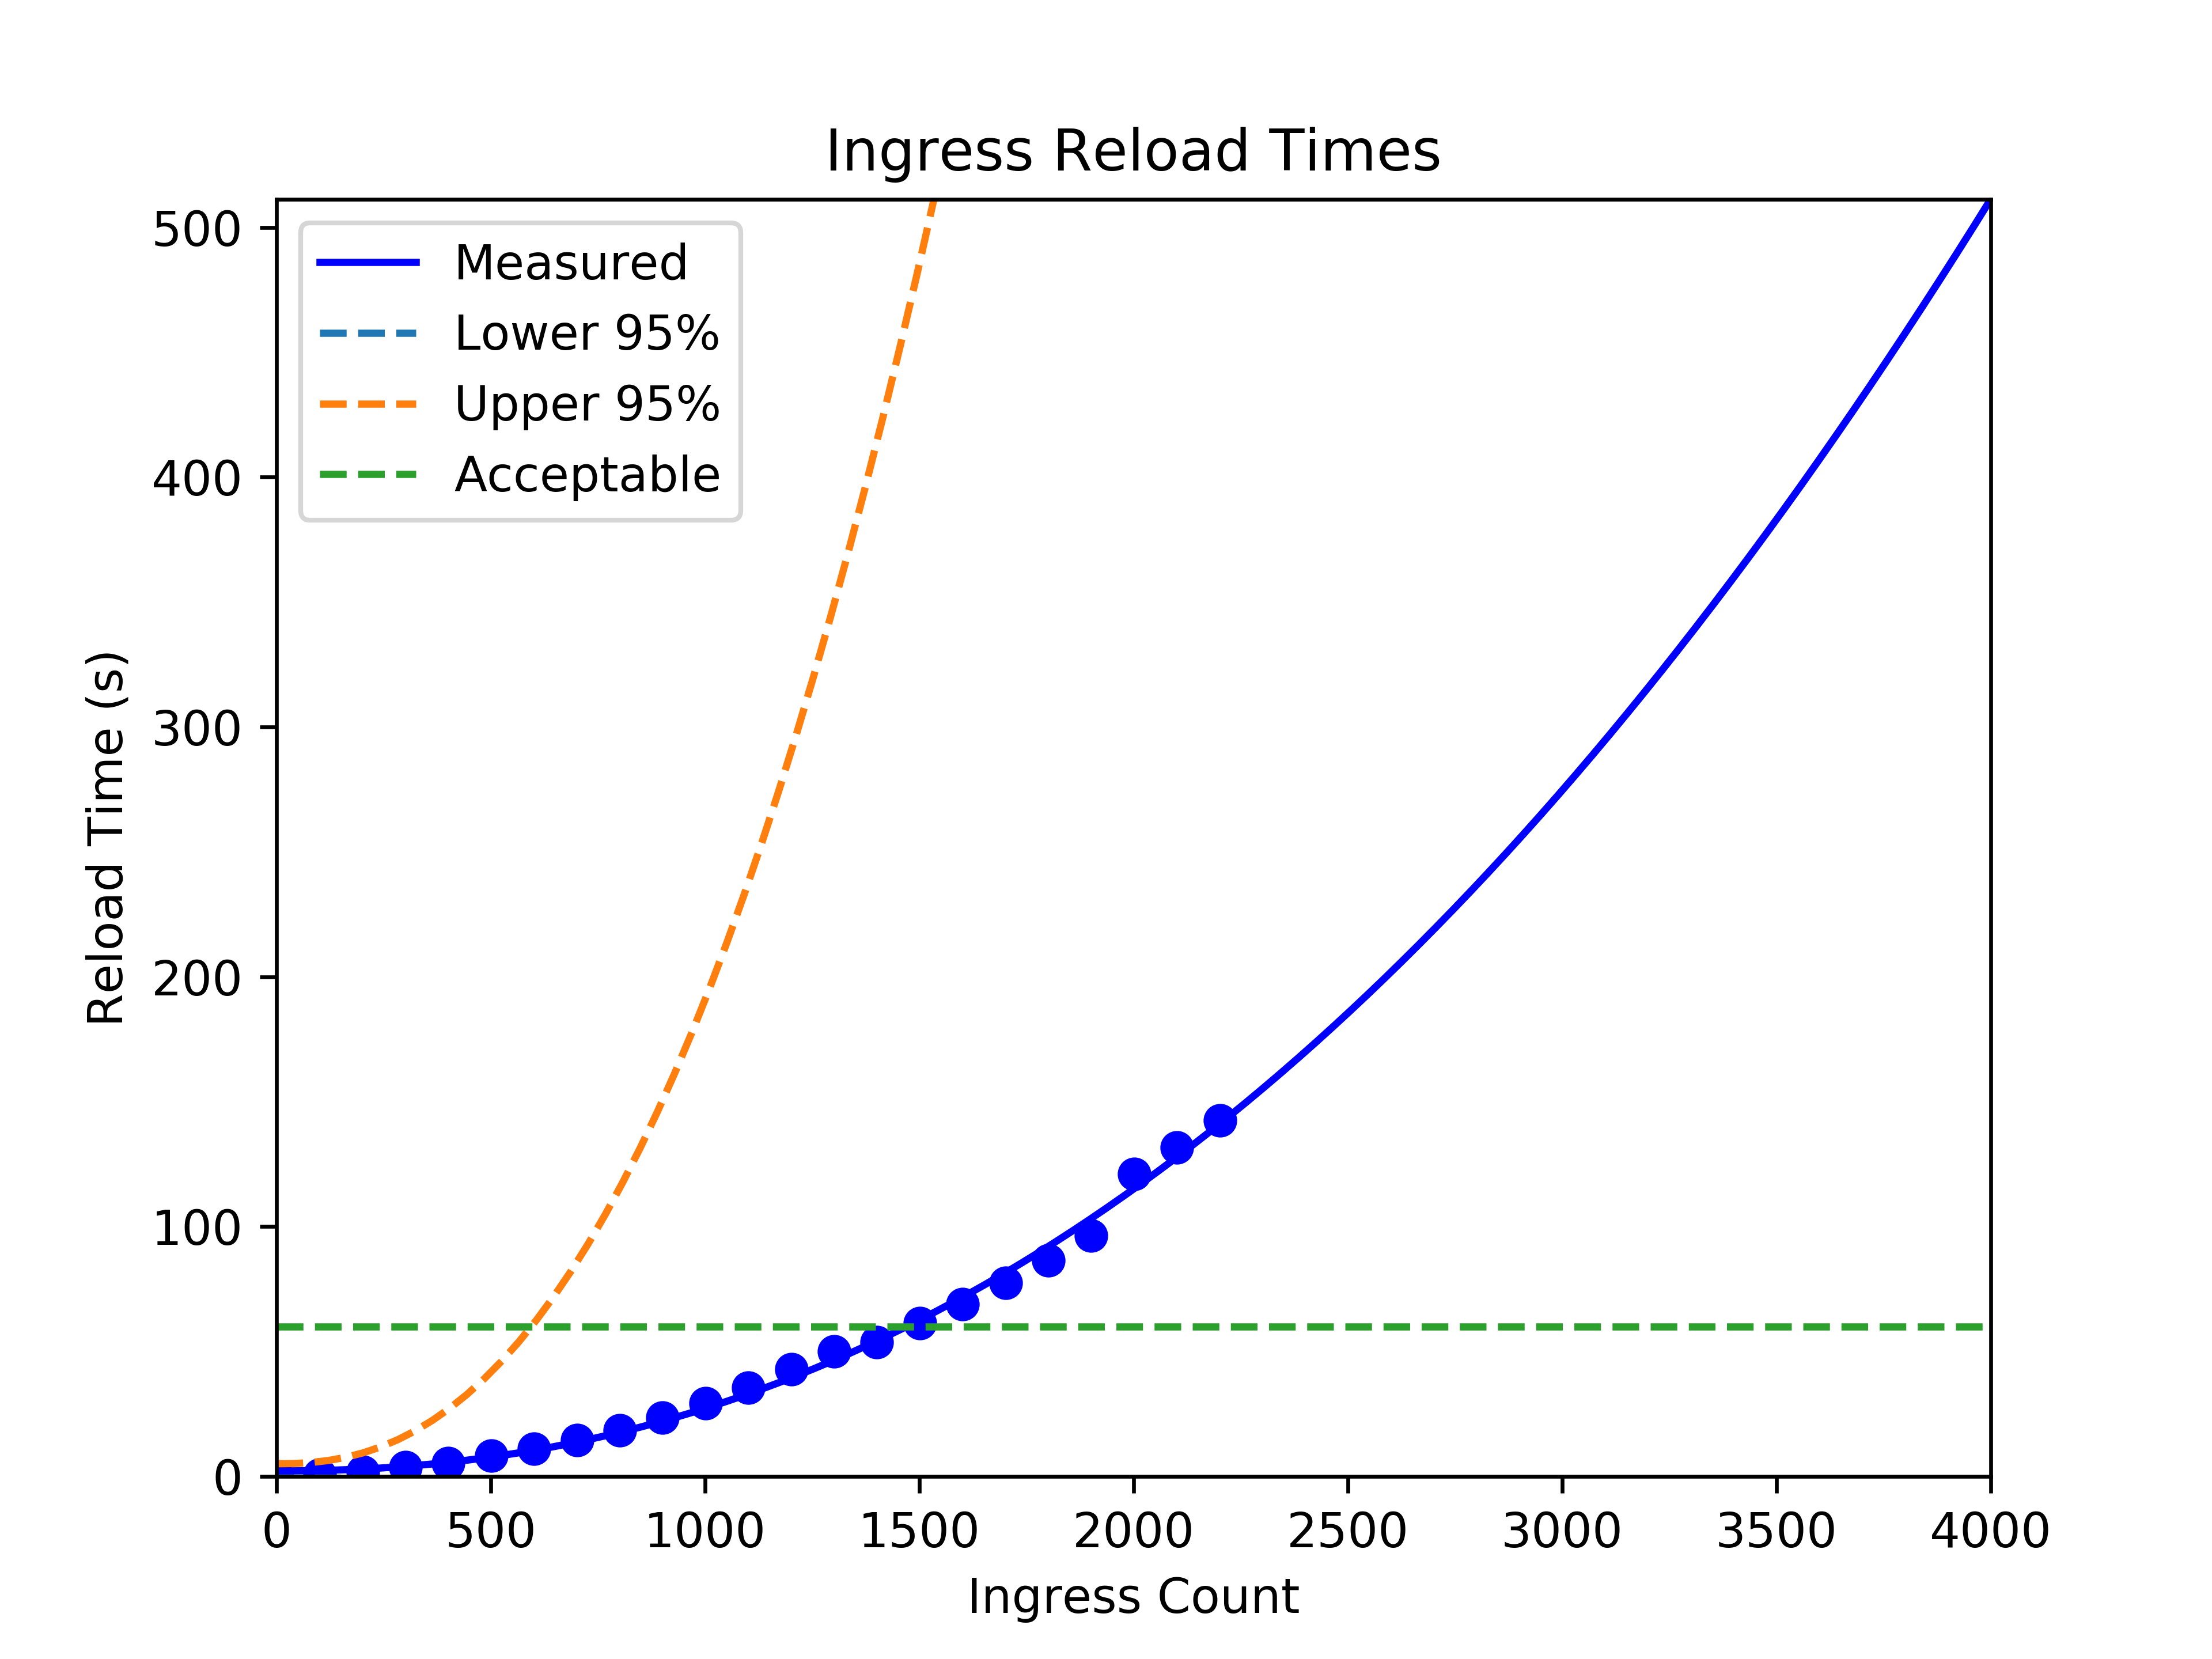 Ingress Reload Times
500
400
300
200
100
0
Reload Time (s)
Measured
Lower 95%
Upper 95%
Acceptable
0 500 1000 1500 2000 2500 3000 3500 4000
Ingress Count